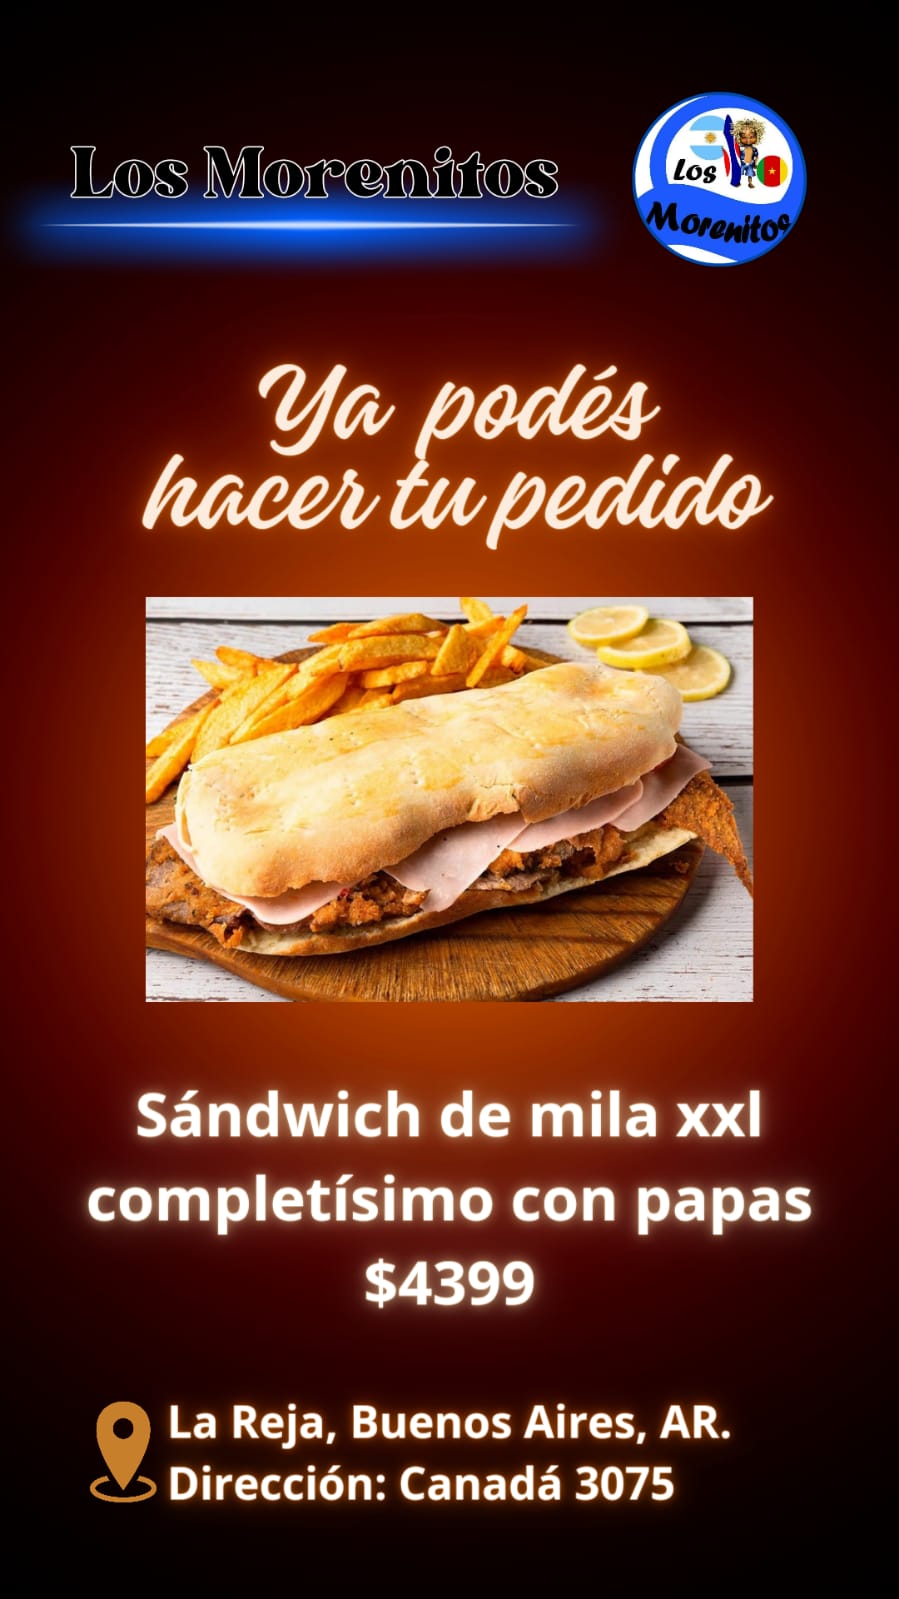 Los Morenitos
Los
Morenitos
Ya podés
hacer tu pedido
Sándwich de mila xxl
completísimo con papas
$4399
La Reja, Buenos Aires, AR.
Dirección: Canadá 3075